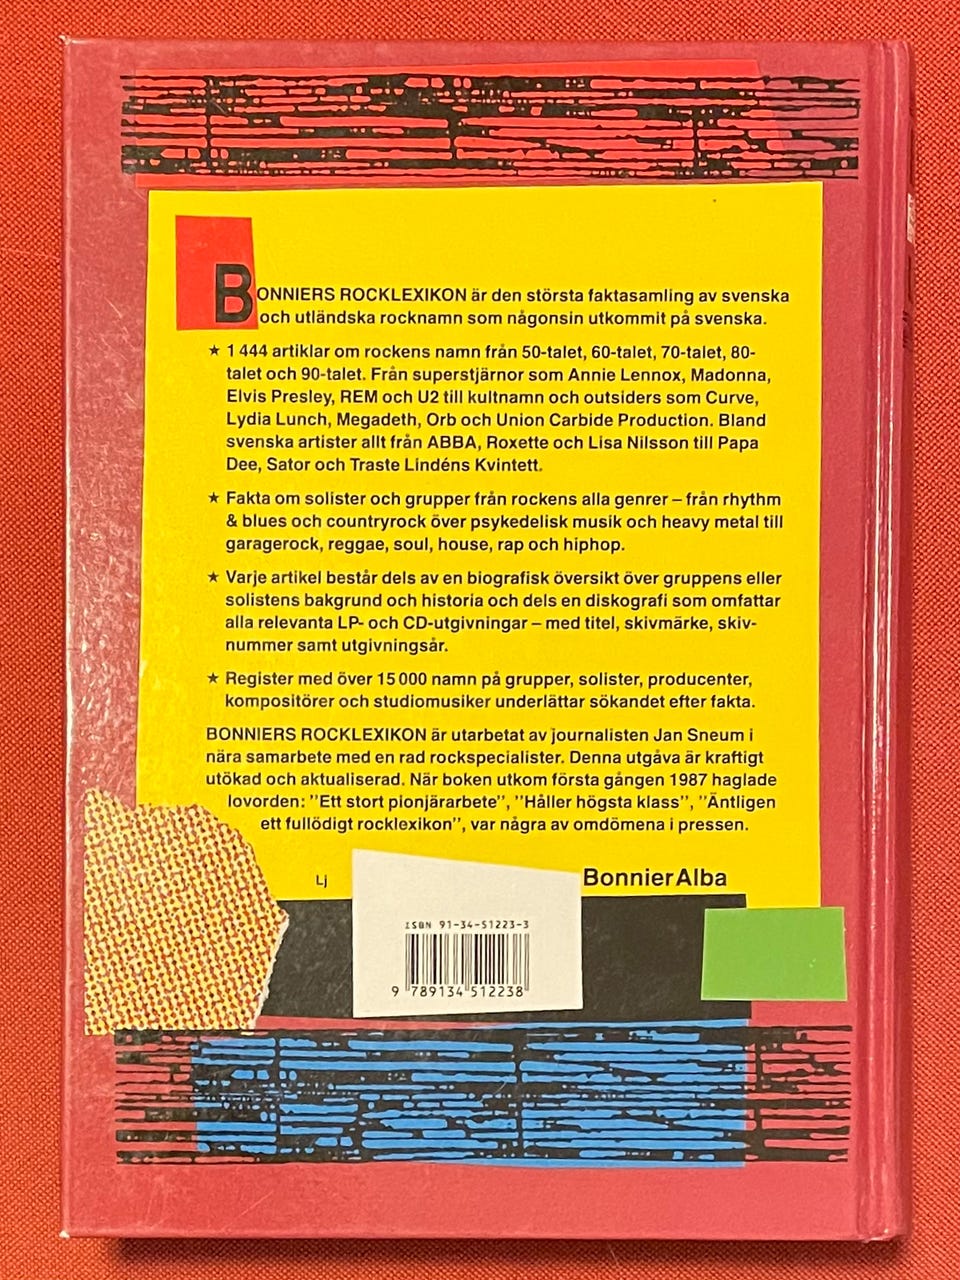 BONNIERS ROCKLEXIKON är den största faktasamling av svenska
och utländska rocknamn som någonsin utkommit på svenska.
★ 1 444 artiklar om rockens namn från 50-talet, 60-talet, 70-talet, 80-
talet och 90-talet. Från superstjärnor som Annie Lennox, Madonna,
Elvis Presley, REM och U2 till kultnamn och outsiders som Curve,
Lydia Lunch, Megadeth, Orb och Union Carbide Production. Bland
svenska artister allt från ABBA, Roxette och Lisa Nilsson till Papa
Dee, Sator och Traste Lindéns Kvintett.
★ Fakta om solister och grupper från rockens alla genrer – från rhythm
& blues och countryrock över psykedelisk musik och heavy metal till
garagerock, reggae, soul, house, rap och hiphop.
★ Varje artikel består dels av en biografisk översikt över gruppens eller
solistens bakgrund och historia och dels en diskografi som omfattar
alla relevanta LP- och CD-utgivningar – med titel, skivmärke, skiv-
nummer samt utgivningsår.
★ Register med över 15 000 namn på grupper, solister, producenter,
kompositörer och studiomusiker underlättar sökandet efter fakta.
BONNIERS ROCKLEXIKON är utarbetat av journalisten Jan Sneum i
nära samarbete med en rad rockspecialister. Denna utgåva är kraftigt
utökad och aktualiserad. När boken utkom första gången 1987 haglade
lovorden: "Ett stort pionjärarbete", "Håller högsta klass", "Äntligen
ett fullödigt rocklexikon", var några av omdömena i pressen.
Lj
BonnierAlba
ISBN 91-34-51223-3
9 789134 512238